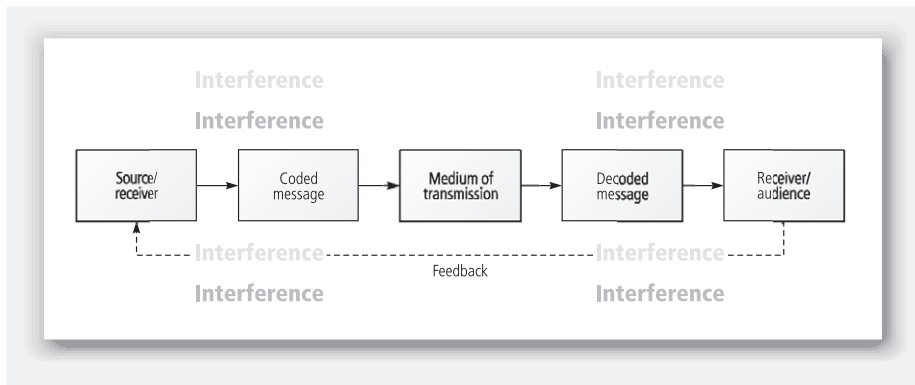 Interference Interference
Interference Interference
Source/ receiver
Coded message
Medium of transmission
Decoded message
Receiver/ audience
Interference Interference
Feedback
Interference Interference